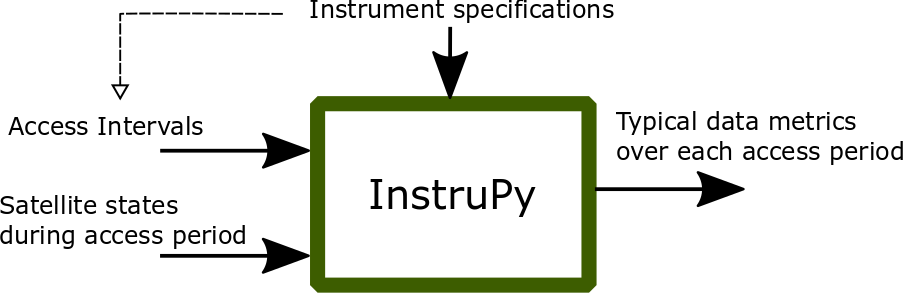 Instrument specifications
Access Intervals
Typical data metrics
over each access period
InstruPy
Satellite states
during access period